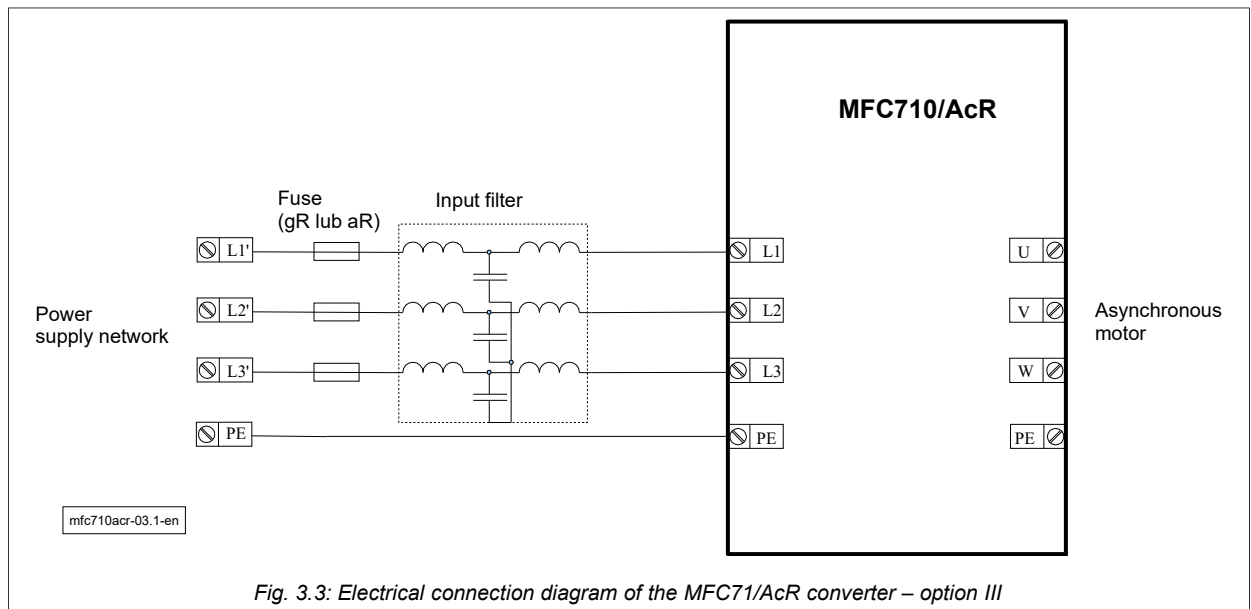 MFC710/AcR
Fuse
(gR lub aR)
Input filter
L1'
L1
U
Power
supply network
L2'
L2
V
Asynchronous
motor
L3'
L3
W
PE
PE
PE
mfc710acr-03.1-en
Fig. 3.3: Electrical connection diagram of the MFC71/AcR converter – option III